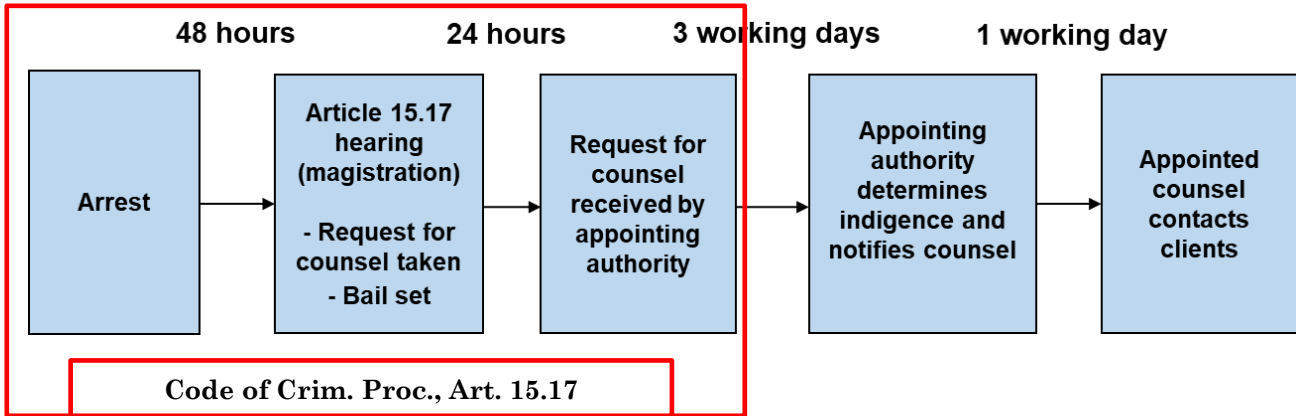 48 hours
24 hours
3 working days
1 working day
Arrest
Article 15.17
hearing
(magistration)
- Request for
counsel taken
- Bail set
Request for
counsel
received by
appointing
authority
Appointing
authority
determines
indigence and
notifies counsel
Appointed
counsel
contacts
clients
Code of Crim. Proc., Art. 15.17